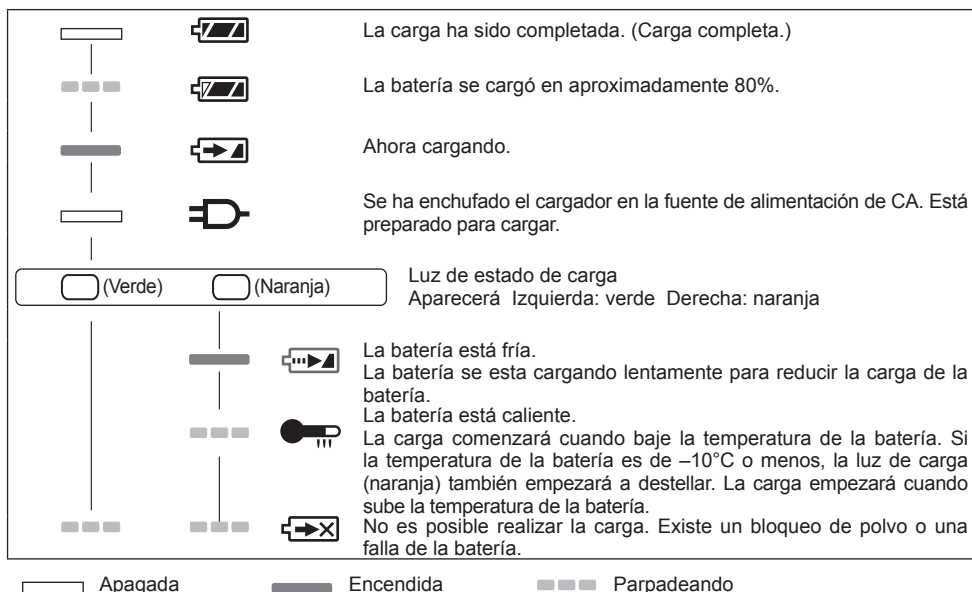 La carga ha sido completada. (Carga completa.)
La batería se cargó en aproximadamente 80%.
Ahora cargando.
Se ha enchufado el cargador en la fuente de alimentación de CA. Está
preparado para cargar.
(Verde) (Naranja)
Luz de estado de carga
Aparecerá Izquierda: verde Derecha: naranja
La batería está fría.
La batería se esta cargando lentamente para reducir la carga de la
batería.
La batería está caliente.
La carga comenzará cuando baje la temperatura de la batería. Si
la temperatura de la batería es de –10°C o menos, la luz de carga
(naranja) también empezará a destellar. La carga empezará cuando
sube la temperatura de la batería.
No es posible realizar la carga. Existe un bloqueo de polvo o una
falla de la batería.
Apagada Encendida Parpadeando